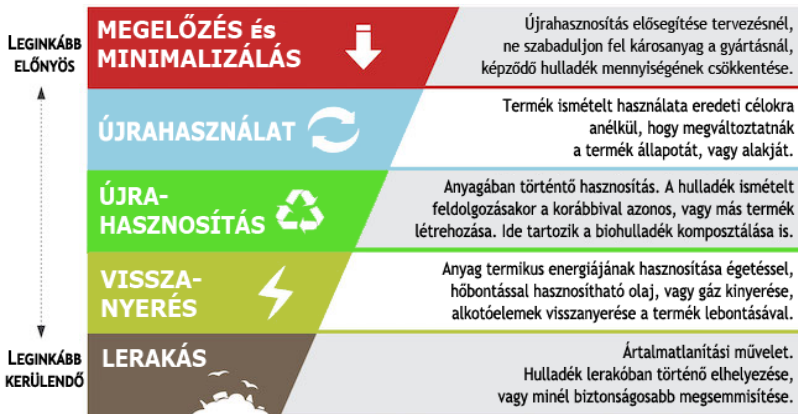 LEGINKÁBB
ELŐNYÖS
MEGELŐZÉS ÉS
MINIMALIZÁLÁS
Újrahasznosítás elősegítése tervezésnél,
ne szabaduljon fel károsanyag a gyártásnál,
képződő hulladék mennyiségének csökkentése.
ÚJRAHASZNÁLAT
Termék ismételt használata eredeti célokra
anélkül, hogy megváltoztatnák
a termék állapotát, vagy alakját.
ÚJRA-
HASZNOSÍTÁS
Anyagában történtő hasznosítás. A hulladék ismételt
feldolgozásakor a korábbival azonos, vagy más termék
létrehozása. Ide tartozik a biohulladék komposztálása is.
VISSZA-
NYERÉS
Anyag termikus energiájának hasznosítása égetéssel,
hőbontással hasznosítható olaj, vagy gáz kinyerése,
alkotóelemek visszanyerése a termék lebontásával.
LEGINKÁBB
KERÜLENDŐ
LERAKÁS
Ártalmatlanítási művelet.
Hulladék lerakóban történő elhelyezése,
vagy minél biztonságosabb megsemmisítése.